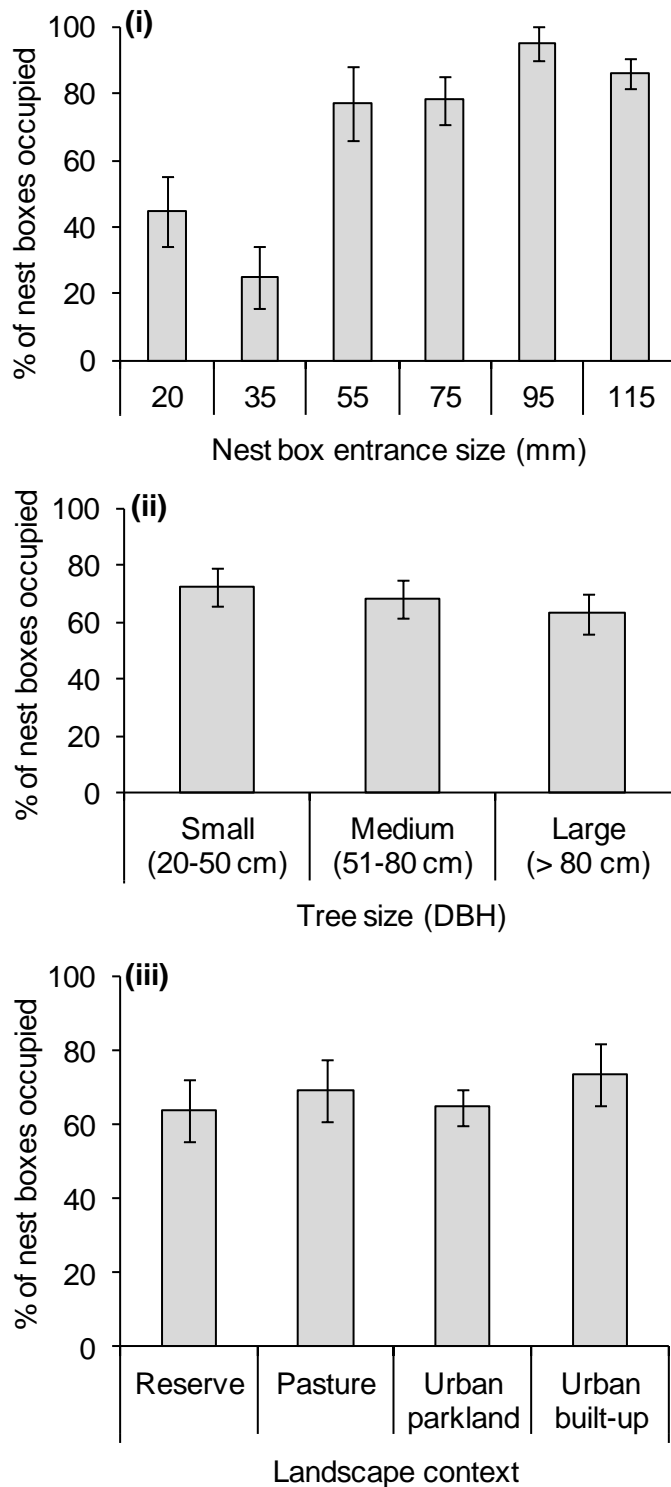 (i)
% of nest boxes occupied
100
80
60
40
20
0
20 35 55 75 95 115
Nest box entrance size (mm)
(ii)
% of nest boxes occupied
100
80
60
40
20
0
Small Medium Large
(20-50 cm) (51-80 cm) (> 80 cm)
Tree size (DBH)
(iii)
% of nest boxes occupied
100
80
60
40
20
0
Reserve Pasture Urban Urban
parkland built-up
Landscape context